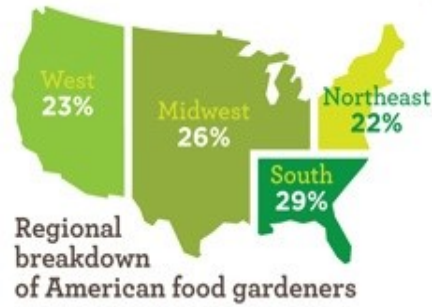 West
23%
Midwest
26%
Northeast
22%
South
29%
Regional
breakdown
of American food gardeners